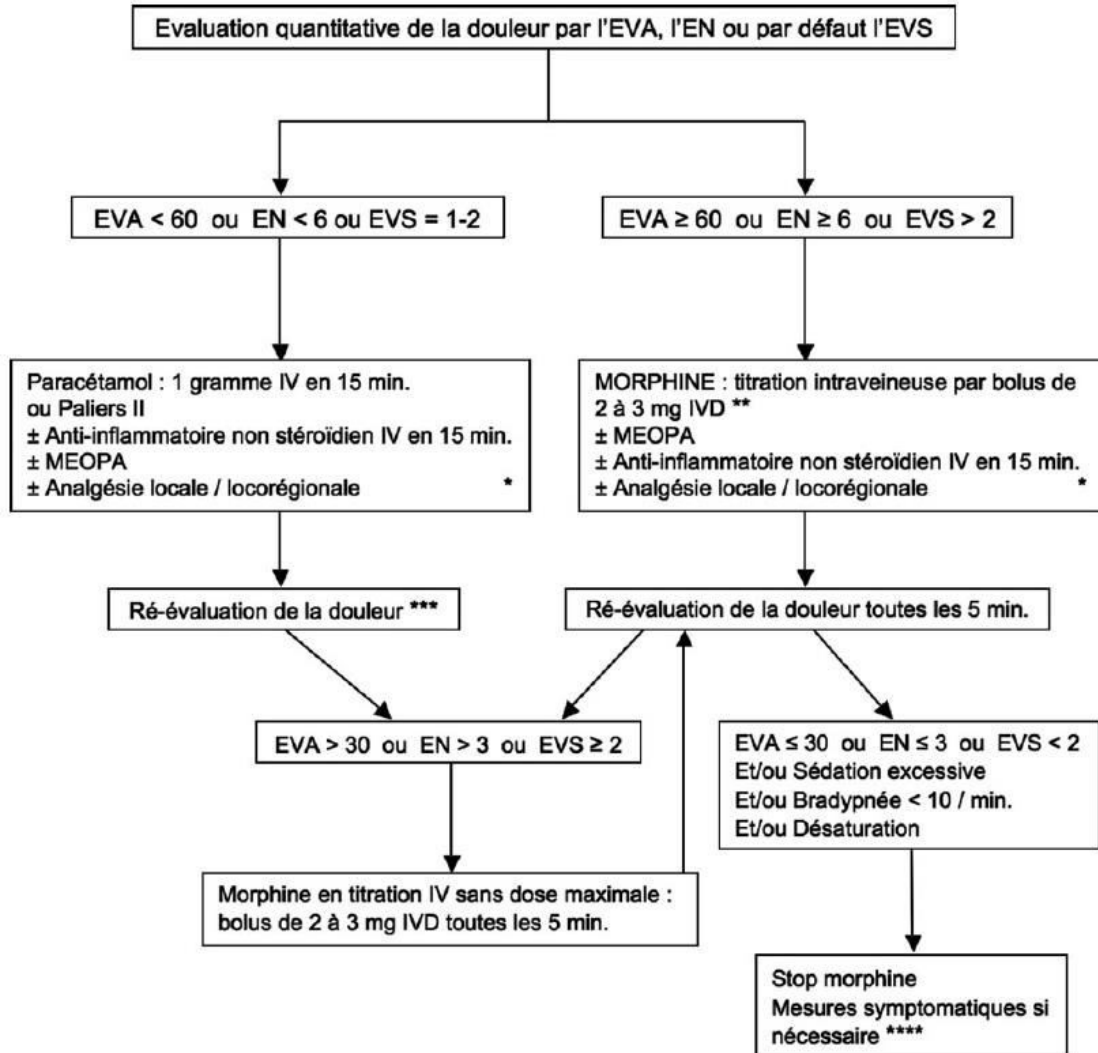 Evaluation quantitative de la douleur par l'EVA, l'EN ou par défaut l'EVS
EVA < 60 ou EN < 6 ou EVS = 1-2
EVA ≥ 60 ou EN ≥ 6 ou EVS > 2
Paracétamol : 1 gramme IV en 15 min.
ou Paliers II
± Anti-inflammatoire non stéroïdien IV en 15 min.
± MEOPA
± Analgésie locale / locorégionale *
MORPHINE : titration intraveineuse par bolus de
2 à 3 mg IVD **
± MEOPA
± Anti-inflammatoire non stéroïdien IV en 15 min.
± Analgésie locale / locorégionale *
Ré-évaluation de la douleur ***
Ré-évaluation de la douleur toutes les 5 min.
EVA > 30 ou EN > 3 ou EVS ≥ 2
EVA ≤ 30 ou EN ≤ 3 ou EVS < 2
Et/ou Sédation excessive
Et/ou Bradypnée < 10 / min.
Et/ou Désaturation
Morphine en titration IV sans dose maximale :
bolus de 2 à 3 mg IVD toutes les 5 min.
Stop morphine
Mesures symptomatiques si
nécessaire ****